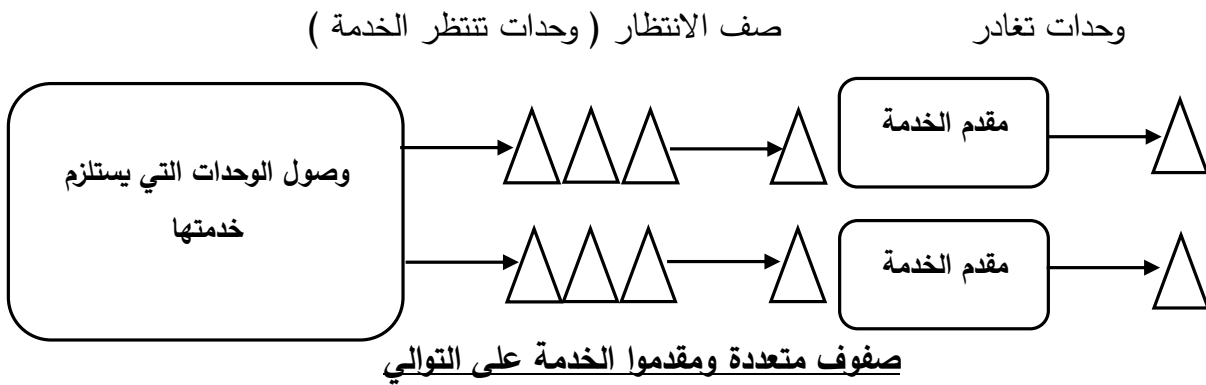 صف الانتظار ( وحدات تنتظر الخدمة )
وحدات تغادر
وصول الوحدات التي يستلزم
خدمتها
مقدم الخدمة
مقدم الخدمة
صفوف متعددة ومقدموا الخدمة على التوالي